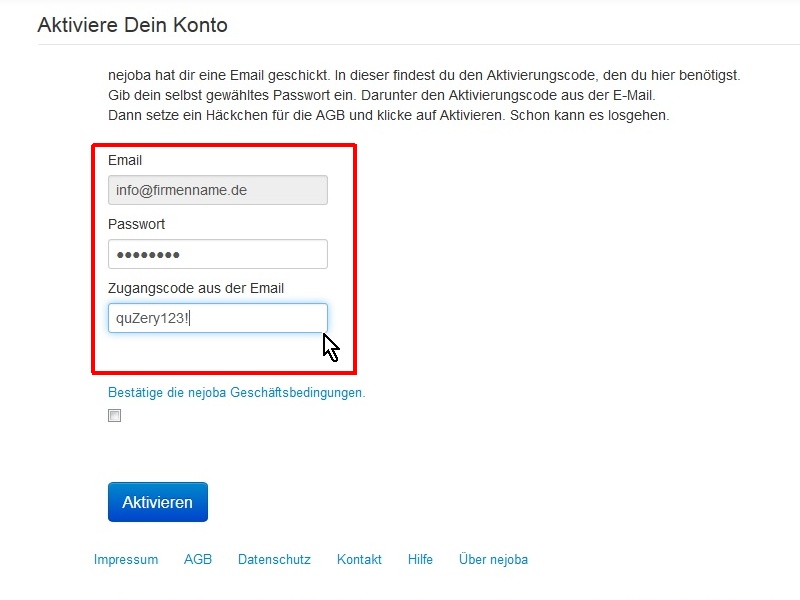 Aktiviere Dein Konto
nejoba hat dir eine Email geschickt. In dieser findest du den Aktivierungscode, den du hier benötigst.
Gib dein selbst gewähltes Passwort ein. Darunter den Aktivierungscode aus der E-Mail.
Dann setze ein Häckchen für die AGB und klicke auf Aktivieren. Schon kann es losgehen.
Email
info@firmenname.de
Passwort
●●●●●●●●
Zugangscode aus der Email
quZery123!
Bestätige die nejoba Geschäftsbedingungen.
Aktivieren
Impressum AGB Datenschutz Kontakt Hilfe Über nejoba